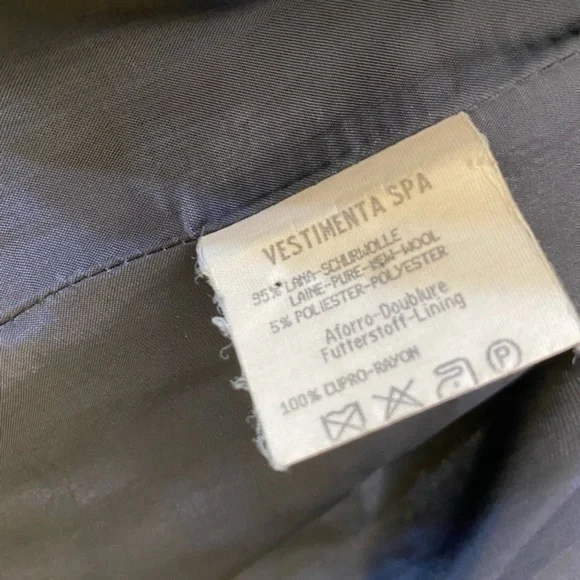 VESTIMENTA SPA
95% LANA-SCHURWOLLE
LAINE-PURE-NEW-WOOL
5% POLIESTER-POLYESTER
Aforro-Doublure
Futterstoff-Lining
100% CUPRO-RAYON
P